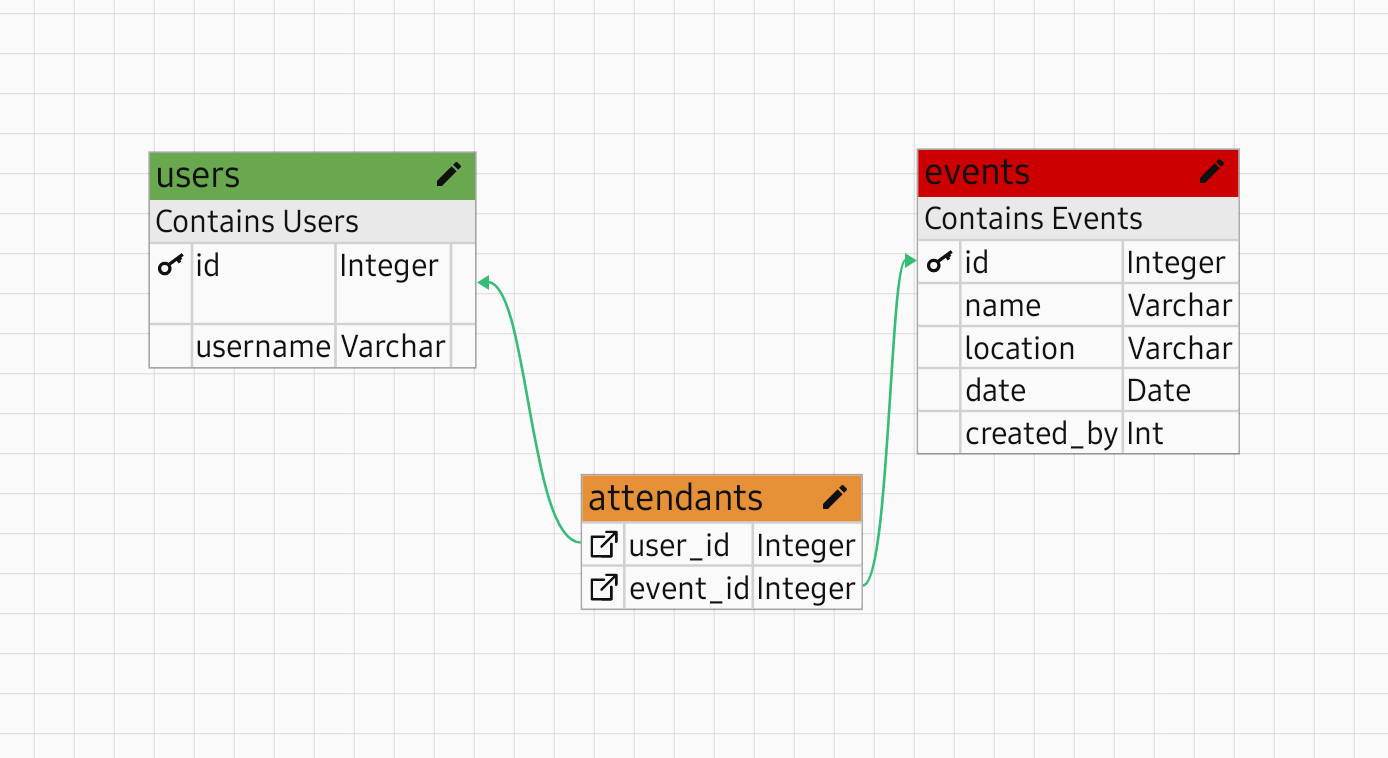 users
Contains Users
id Integer
username Varchar
events
Contains Events
id Integer
name Varchar
location Varchar
date Date
created_by Int
attendants
user_id Integer
event_id Integer